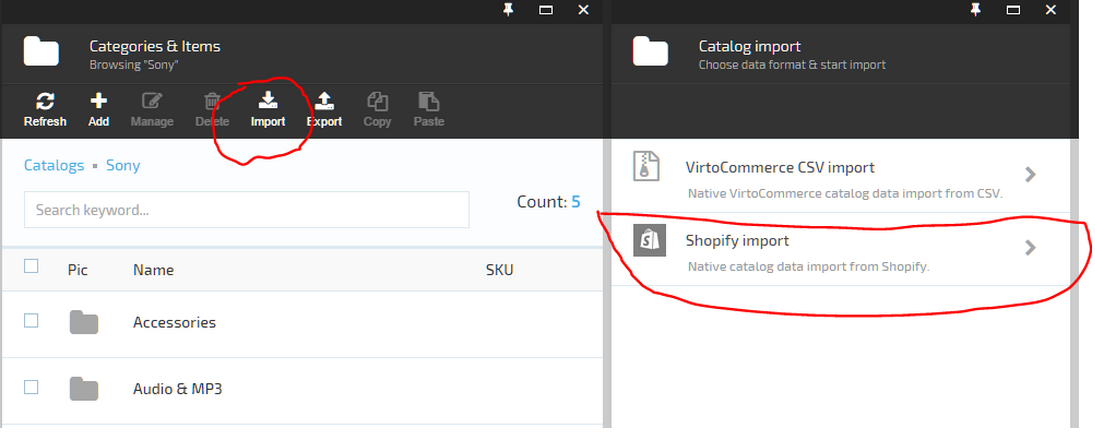 Categories & Items
Browsing "Sony"
Refresh Add Manage Delete Import Export Copy Paste
Catalogs Sony
Search keyword...
Count: 5
Pic Name SKU
Accessories
Audio & MP3
Catalog import
Choose data format & start import
VirtoCommerce CSV import
Native VirtoCommerce catalog data import from CSV.
Shopify import
Native catalog data import from Shopify.